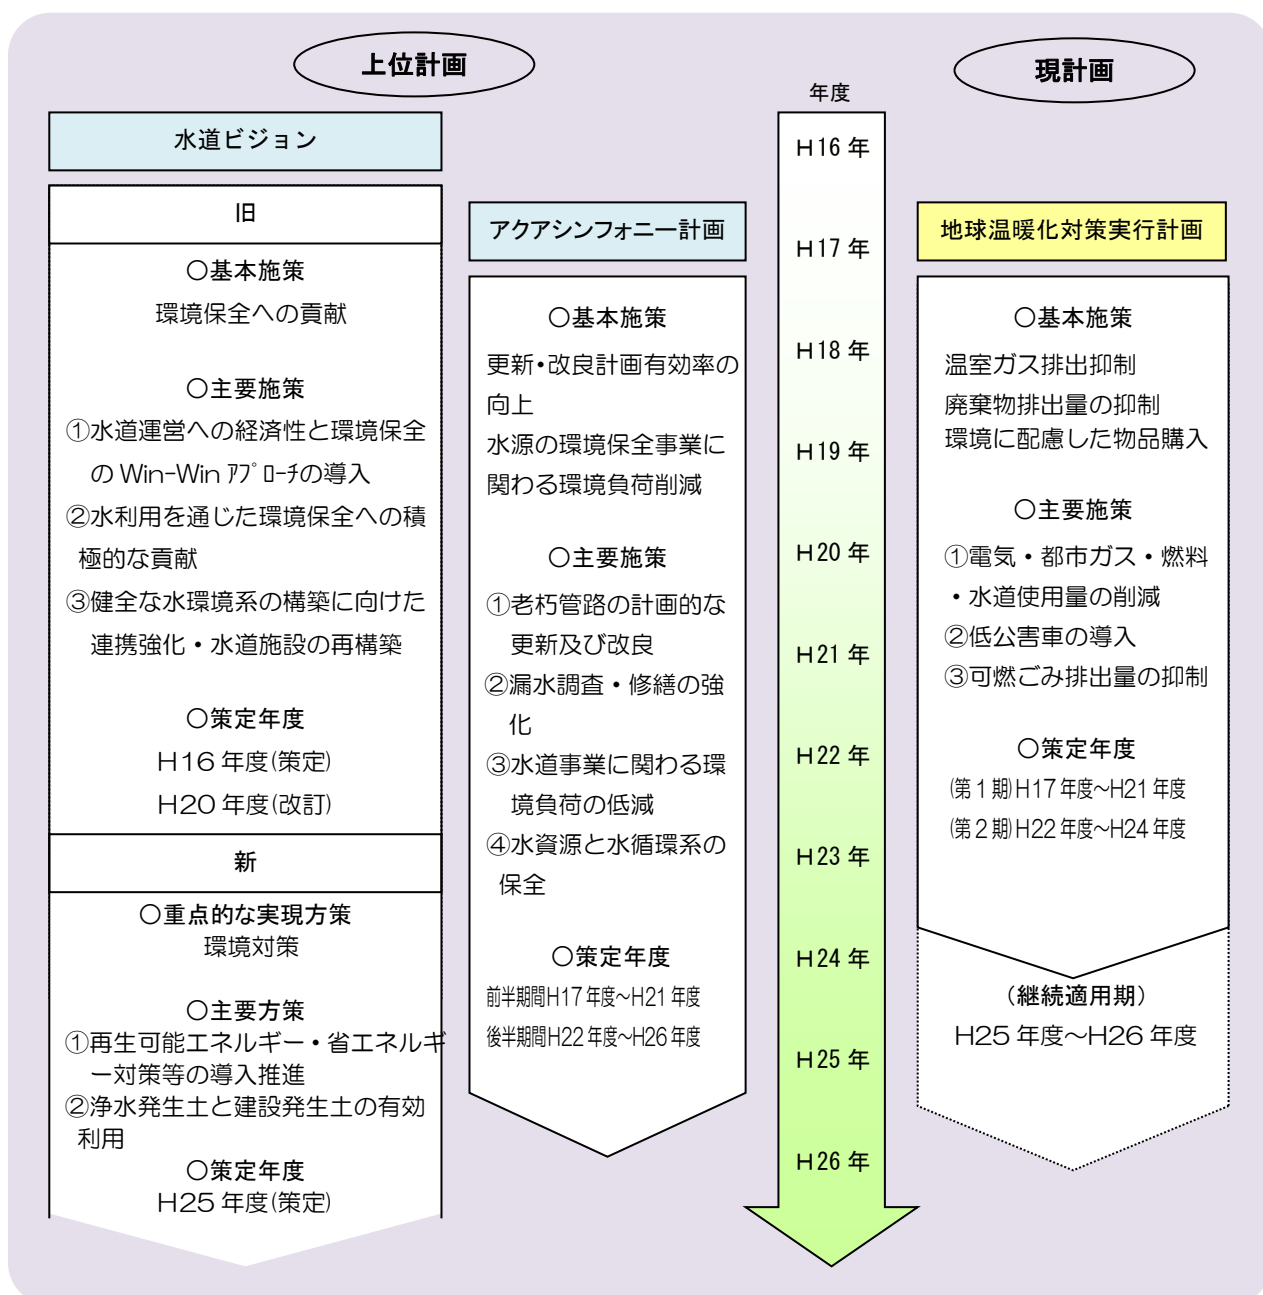 上位計画
現計画
水道ビジョン
旧
〇基本施策
環境保全への貢献
〇主要施策
①水道運営への経済性と環境保全
の Win-Win ｱﾌﾟﾛｰﾁの導入
②水利用を通じた環境保全への積
極的な貢献
③健全な水環境系の構築に向けた
連携強化・水道施設の再構築
〇策定年度
H16 年度(策定)
H20 年度(改訂)
新
〇重点的な実現方策
環境対策
〇主要方策
①再生可能エネルギー・省エネルギ
ー対策等の導入推進
②浄水発生土と建設発生土の有効
利用
〇策定年度
H25 年度(策定)
アクアシンフォニー計画
〇基本施策
更新・改良計画有効率の
向上
水源の環境保全事業に
関わる環境負荷削減
〇主要施策
①老朽管路の計画的な
更新及び改良
②漏水調査・修繕の強
化
③水道事業に関わる環
境負荷の低減
④水資源と水循環系の
保全
〇策定年度
前半期間H17 年度～H21 年度
後半期間H22 年度～H26 年度
年度
H16 年
H17 年
H18 年
H19 年
H20 年
H21 年
H22 年
H23 年
H24 年
H25 年
H26 年
地球温暖化対策実行計画
〇基本施策
温室ガス排出抑制
廃棄物排出量の抑制
環境に配慮した物品購入
〇主要施策
①電気・都市ガス・燃料
・水道使用量の削減
②低公害車の導入
③可燃ごみ排出量の抑制
〇策定年度
(第１期)H17 年度～H21 年度
(第２期)H22 年度～H24 年度
（継続適用期）
H25 年度～H26 年度